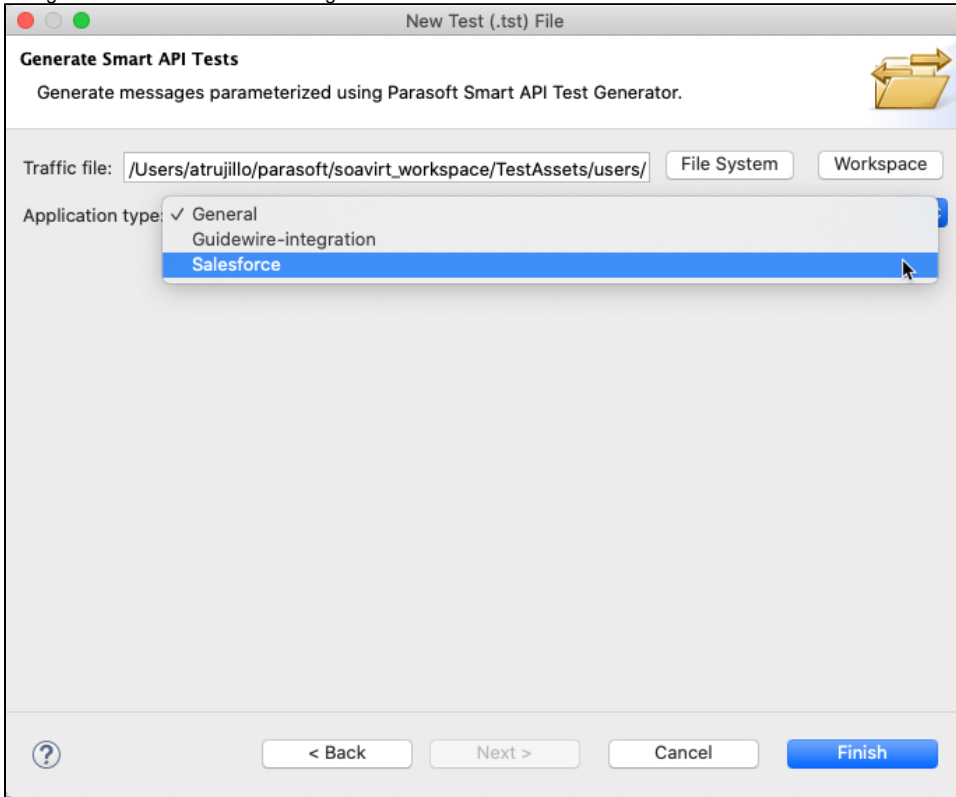 New Test (.tst) File
Generate Smart API Tests
Generate messages parameterized using Parasoft Smart API Test Generator.
Traffic file: /Users/atrujillo/parasoft/soavirt_workspace/TestAssets/users/ File System Workspace
Application type: ✓ General
Guidewire-integration
Salesforce
? < Back Next > Cancel Finish